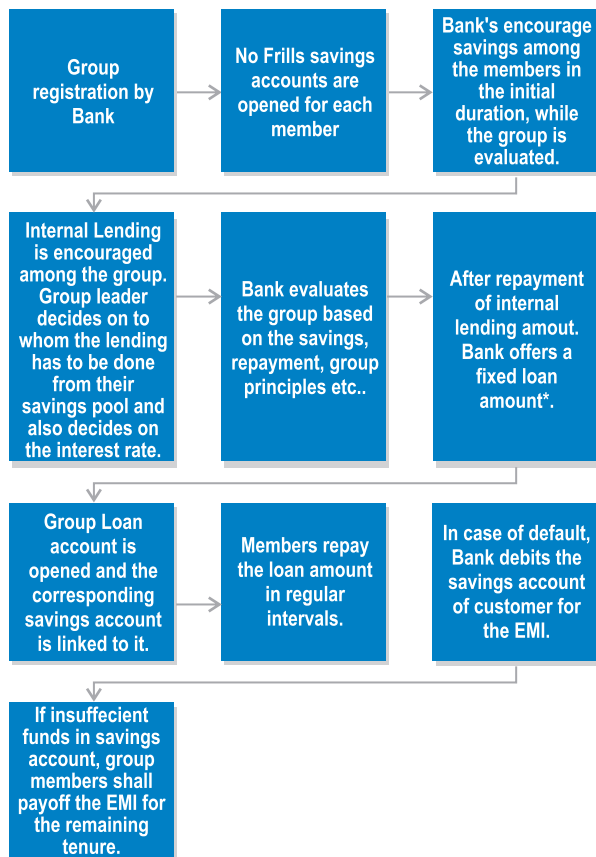 Group
registration by
Bank
No Frills savings
accounts are
opened for each
member
Bank's encourage
savings among
the members in
the initial
duration, while
the group is
evaluated.
Internal Lending
is encouraged
among the group.
Group leader
decides on to
whom the lending
has to be done
from their
savings pool and
also decides on
the interest rate.
Bank evaluates
the group based
on the savings,
repayment, group
principles etc..
After repayment
of internal
lending amout.
Bank offers a
fixed loan
amount*.
Group Loan
account is
opened and the
corresponding
savings account
is linked to it.
Members repay
the loan amount
in regular
intervals.
In case of default,
Bank debits the
savings account
of customer for
the EMI.
If insuffecient
funds in savings
account, group
members shall
payoff the EMI for
the remaining
tenure.